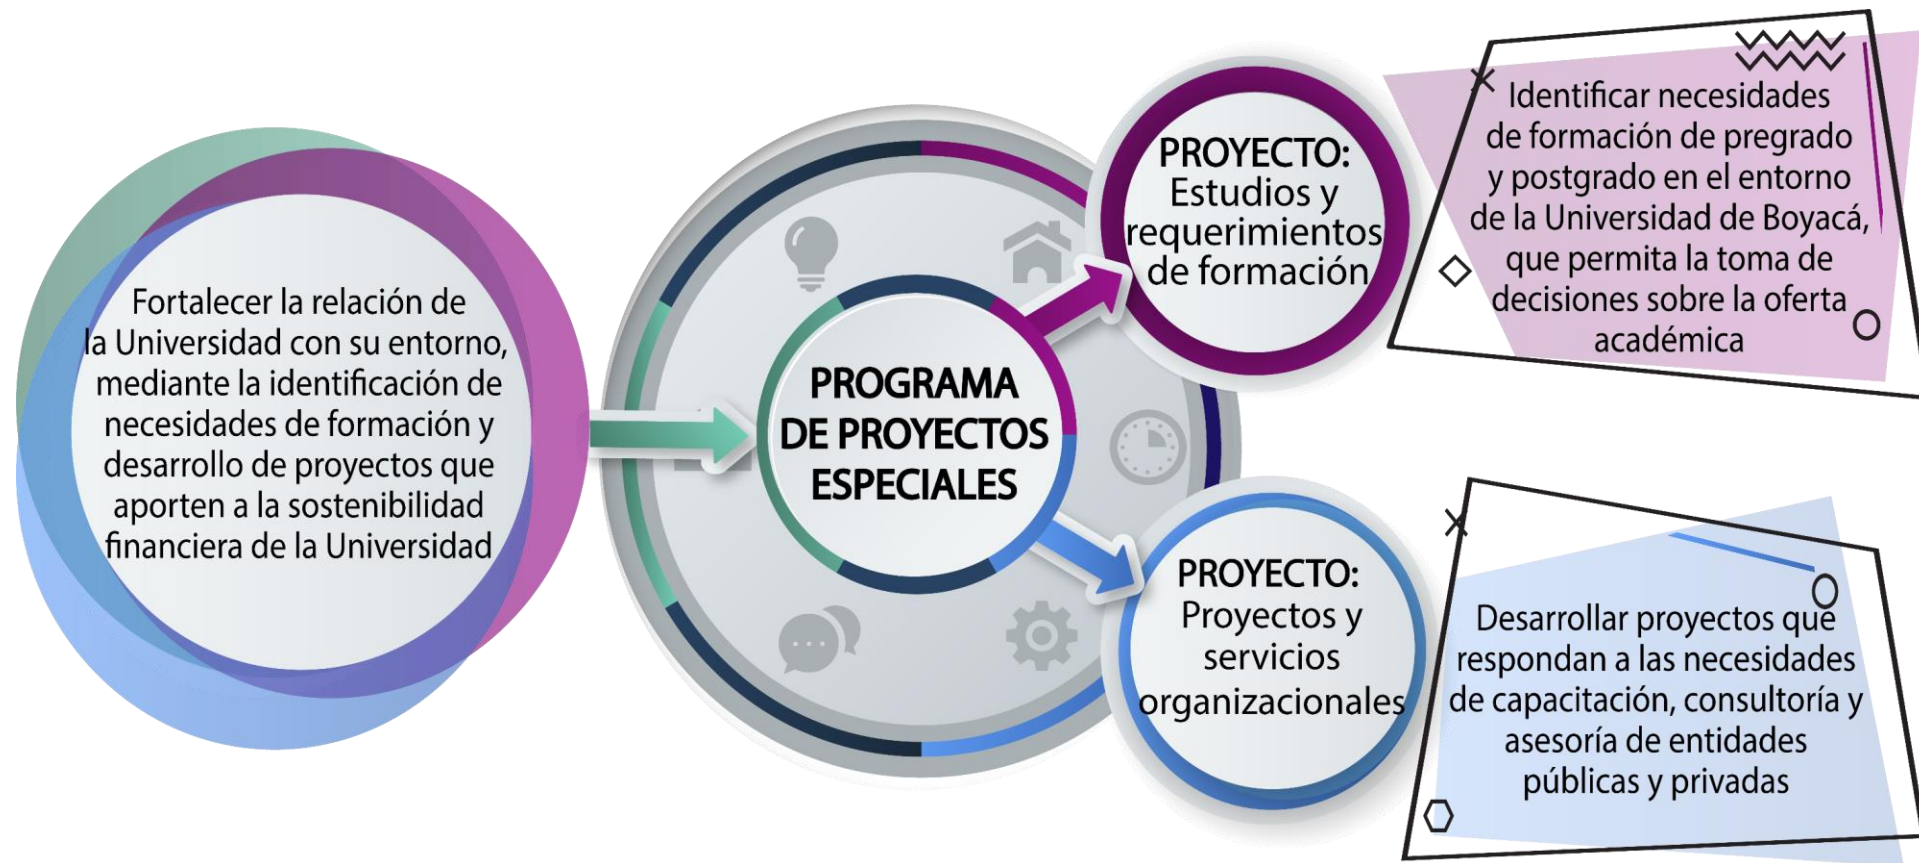 Fortalecer la relación de
la Universidad con su entorno,
mediante la identificación de
necesidades de formación y
desarrollo de proyectos que
aporten a la sostenibilidad
financiera de la Universidad
PROGRAMA
DE PROYECTOS
ESPECIALES
PROYECTO:
Estudios y
requerimientos
de formación
Identificar necesidades
de formación de pregrado
y postgrado en el entorno
de la Universidad de Boyacá,
que permita la toma de
decisiones sobre la oferta
académica
PROYECTO:
Proyectos y
servicios
organizacionales
Desarrollar proyectos que
respondan a las necesidades
de capacitación, consultoría y
asesoría de entidades
públicas y privadas